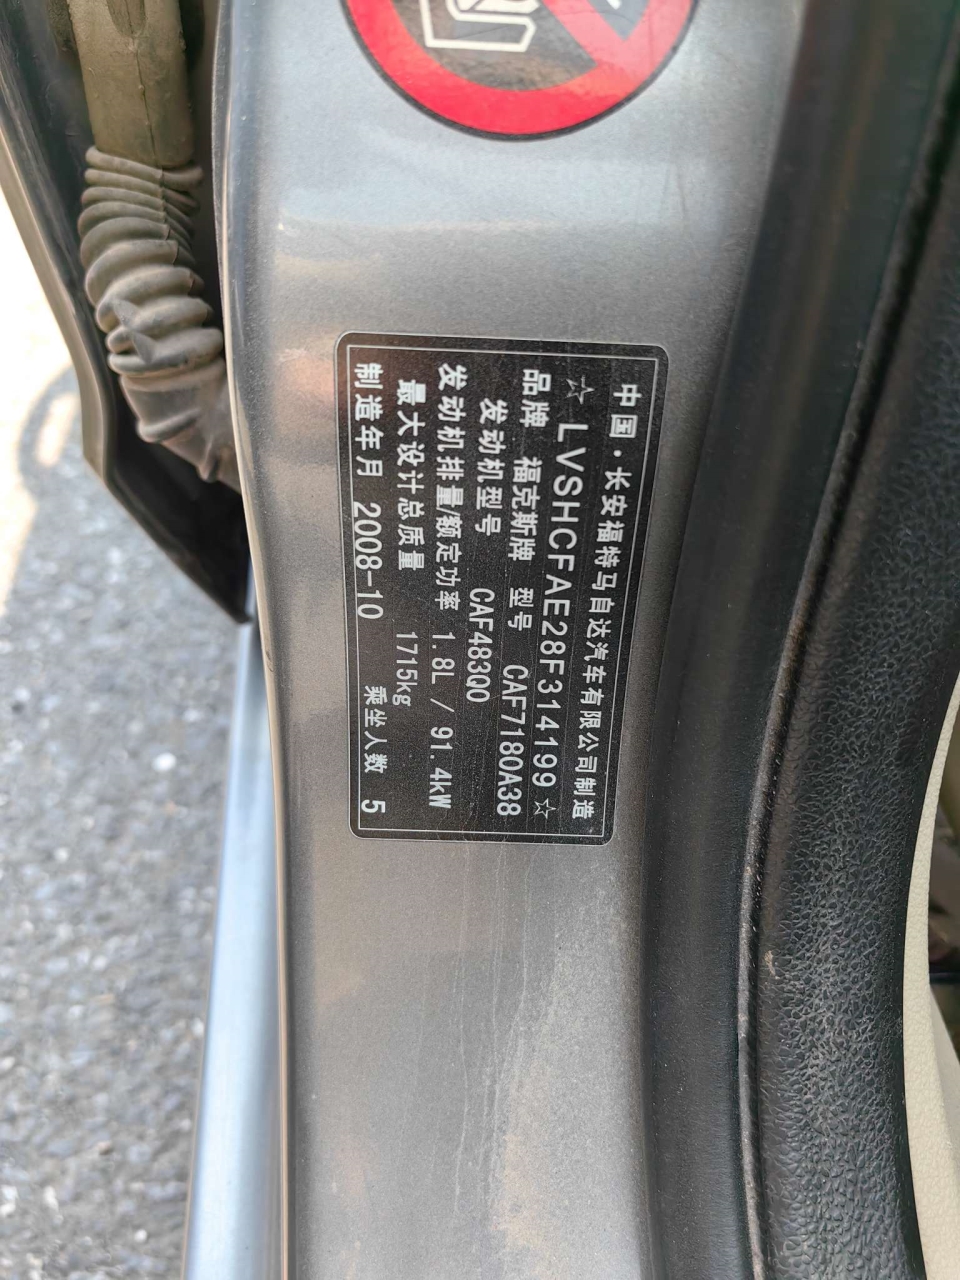 中国·长安福特马自达汽车有限公司制造
☆ LVSHCFAE28F314199 ☆
品牌 福克斯牌 型号 CAF7180A38
发动机型号 CAF483Q0
发动机排量/额定功率 1.8L / 91.4kW
最大设计总质量 1715kg
制造年月 2008-10 乘坐人数 5